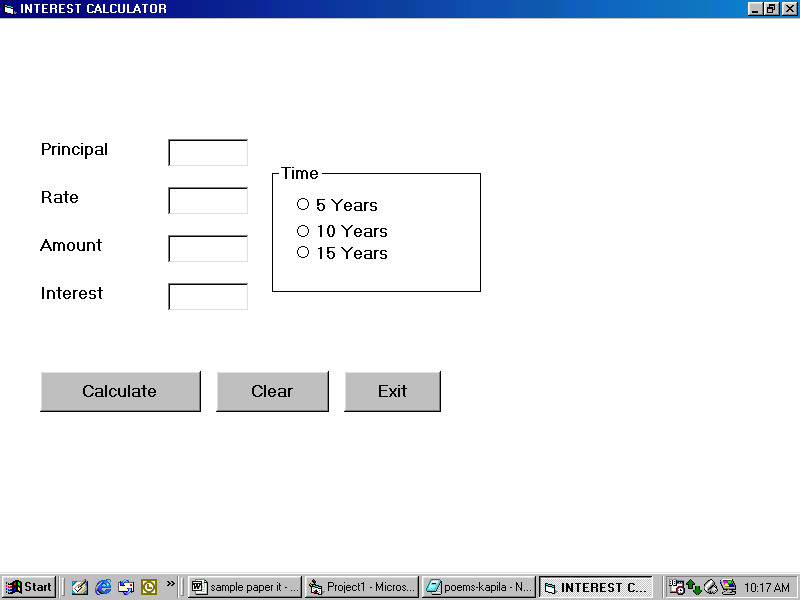 INTEREST CALCULATOR
Principal
Rate
Amount
Interest
Time
5 Years
10 Years
15 Years
Calculate Clear Exit
Start » sample paper it - ... Project1 - Micros... poems-kapila - N... INTEREST C... 10:17 AM